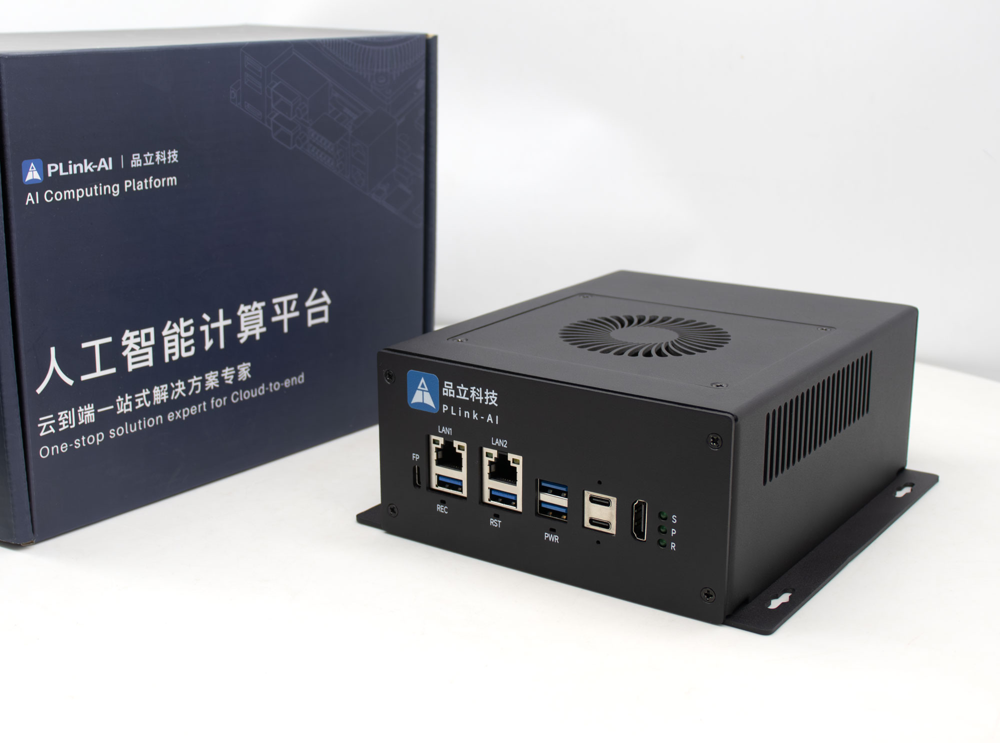 PLink-AI | 品立科技
AI Computing Platform
人工智能计算平台
云到端一站式解决方案专家
One-stop solution expert for Cloud-to-end
品立科技
PLink-AI
LAN1
LAN2
FP
REC
RST
PWR
S
P
R